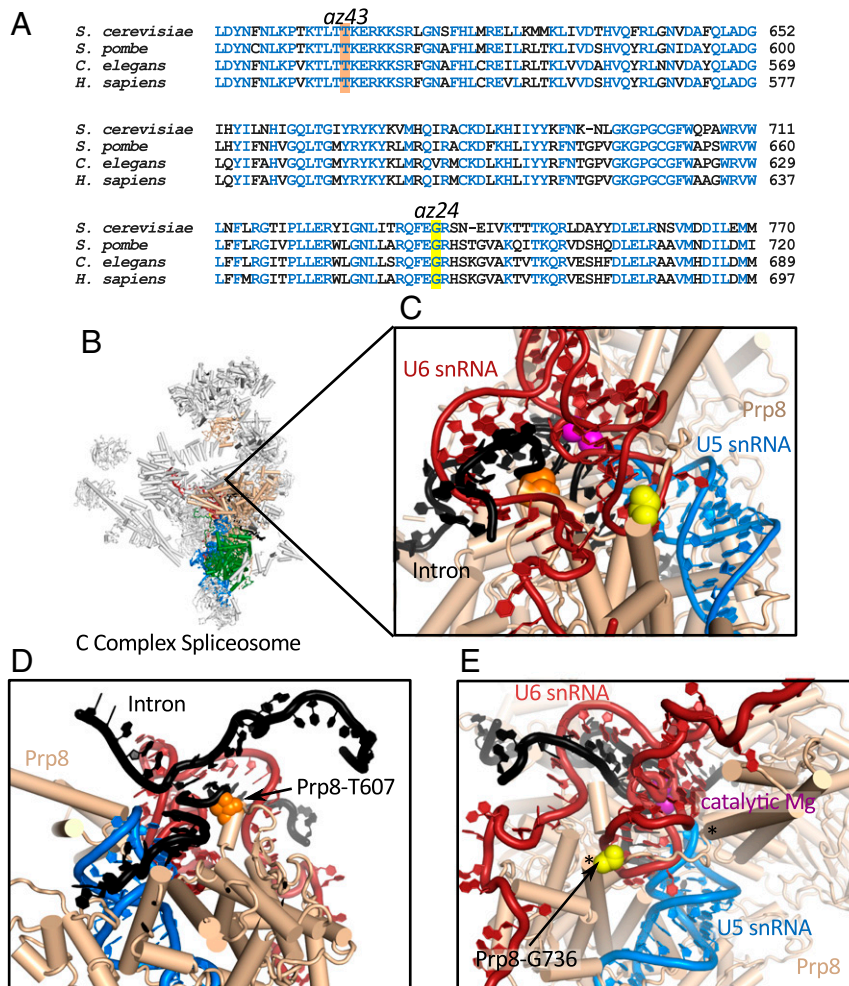 A
az43
S. cerevisiae LDYNFNLKPTKTLTTKERKKSRLGNSFHLMRELLKMMKLIVDTHVQFRLGNVDAFQLADG 652
S. pombe LDYNCNLKPVKTLTTKERKKSRFGNAFHLMREILRLTKLIVDSHVQYRLGNIDAYQLADG 600
C. elegans LDYNFNLKPVKTLTTKERKKSRFGNAFHLCREILRLTKLVVDAHVQYRLNNVDAYQLADG 569
H. sapiens LDYNFNLKPVKTLTTKERKKSRFGNAFHLCREVLRLTKLVVDSHVQYRLGNVDAFQLADG 577
S. cerevisiae IHYILNHIGQLTGIYRYKYKVMHQIRACKDLKHIIYYKFNK-NLGKGPGCGFWQPAWRVW 711
S. pombe LHYIFNHVGQLTGMYRYKYRLMRQIRACKDFKHLIYYRFNTGPVGKGPGCGFWAPSWRVW 660
C. elegans LQYIFAHVGQLTGMYRYKYKLMRQVRMCKDLKHLIYYRFNTGPVGKGPGCGFWAPGWRVW 629
H. sapiens LQYIFAHVGQLTGMYRYKYKLMRQIRMCKDLKHLIYYRFNTGPVGKGPGCGFWAAGWRVW 637
az24
S. cerevisiae LNFLRGTIPLLERYIGNLITRQFEGRSN-EIVKTTTKQRLDAYYDLELRNSVMDDILEMM 770
S. pombe LFFLRGIVPLLERWLGNLLARQFEGRHSTGVAKQITKQRVDSHQDLELRAAVMNDILDMI 720
C. elegans LFFLRGITPLLERWLGNLLSRQFEGRHSKGVAKTVTKQRVESHFDLELRAAVMHDILDMM 689
H. sapiens LFFMRGITPLLERWLGNLLARQFEGRHSKGVAKTVTKQRVESHFDLELRAAVMHDILDMM 697
B
C Complex Spliceosome
C
U6 snRNA
Prp8
U5 snRNA
Intron
D
Intron
Prp8
Prp8-T607
E
U6 snRNA
catalytic Mg
*
*
U5 snRNA
Prp8-G736
Prp8